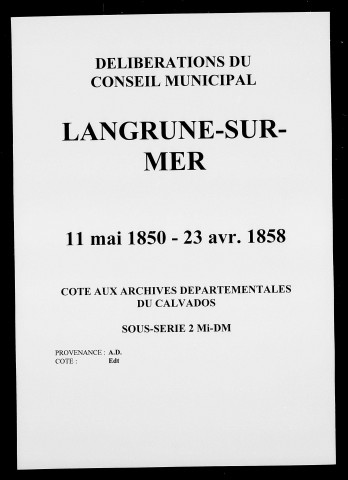 DELIBERATIONS DU
CONSEIL MUNICIPAL
LANGRUNE-SUR-
MER
11 mai 1850 - 23 avr. 1858
COTE AUX ARCHIVES DEPARTEMENTALES
DU CALVADOS
SOUS-SERIE 2 Mi-DM
PROVENANCE : A.D.
COTE : Edt